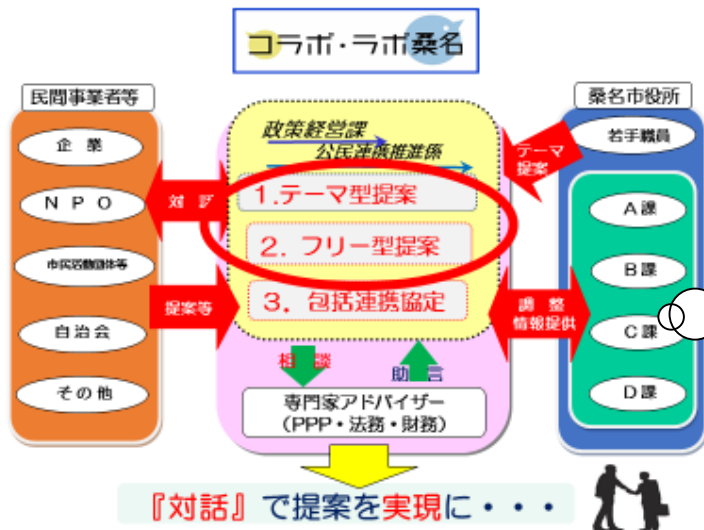 コラボ・ラボ桑名
民間事業者等
企業
NPO
市民活動団体等
自治会
その他
対話
提案等
政策経営課
公民連携推進係
1.テーマ型提案
2. フリー型提案
3. 包括連携協定
相談
助言
専門家アドバイザー
(PPP・法務・財務)
桑名市役所
若手職員
テーマ
提案
A課
B課
C課
D課
調整
情報提供
『対話』で提案を実現に・・・